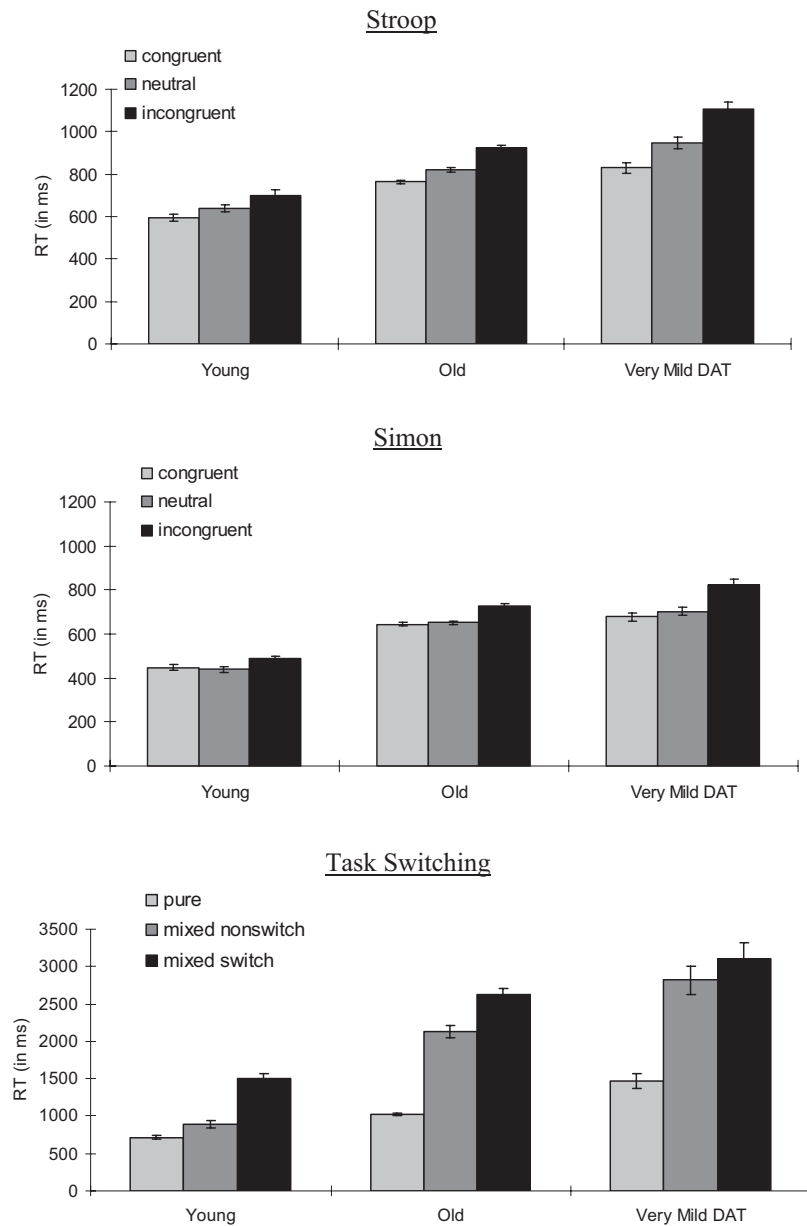 Stroop
congruent
neutral
incongruent
1200
1000
800
600
400
200
0
RT (in ms)
Young Old Very Mild DAT
Simon
congruent
neutral
incongruent
1200
1000
800
600
400
200
0
RT (in ms)
Young Old Very Mild DAT
Task Switching
pure
mixed nonswitch
mixed switch
3500
3000
2500
2000
1500
1000
500
0
RT (in ms)
Young Old Very Mild DAT